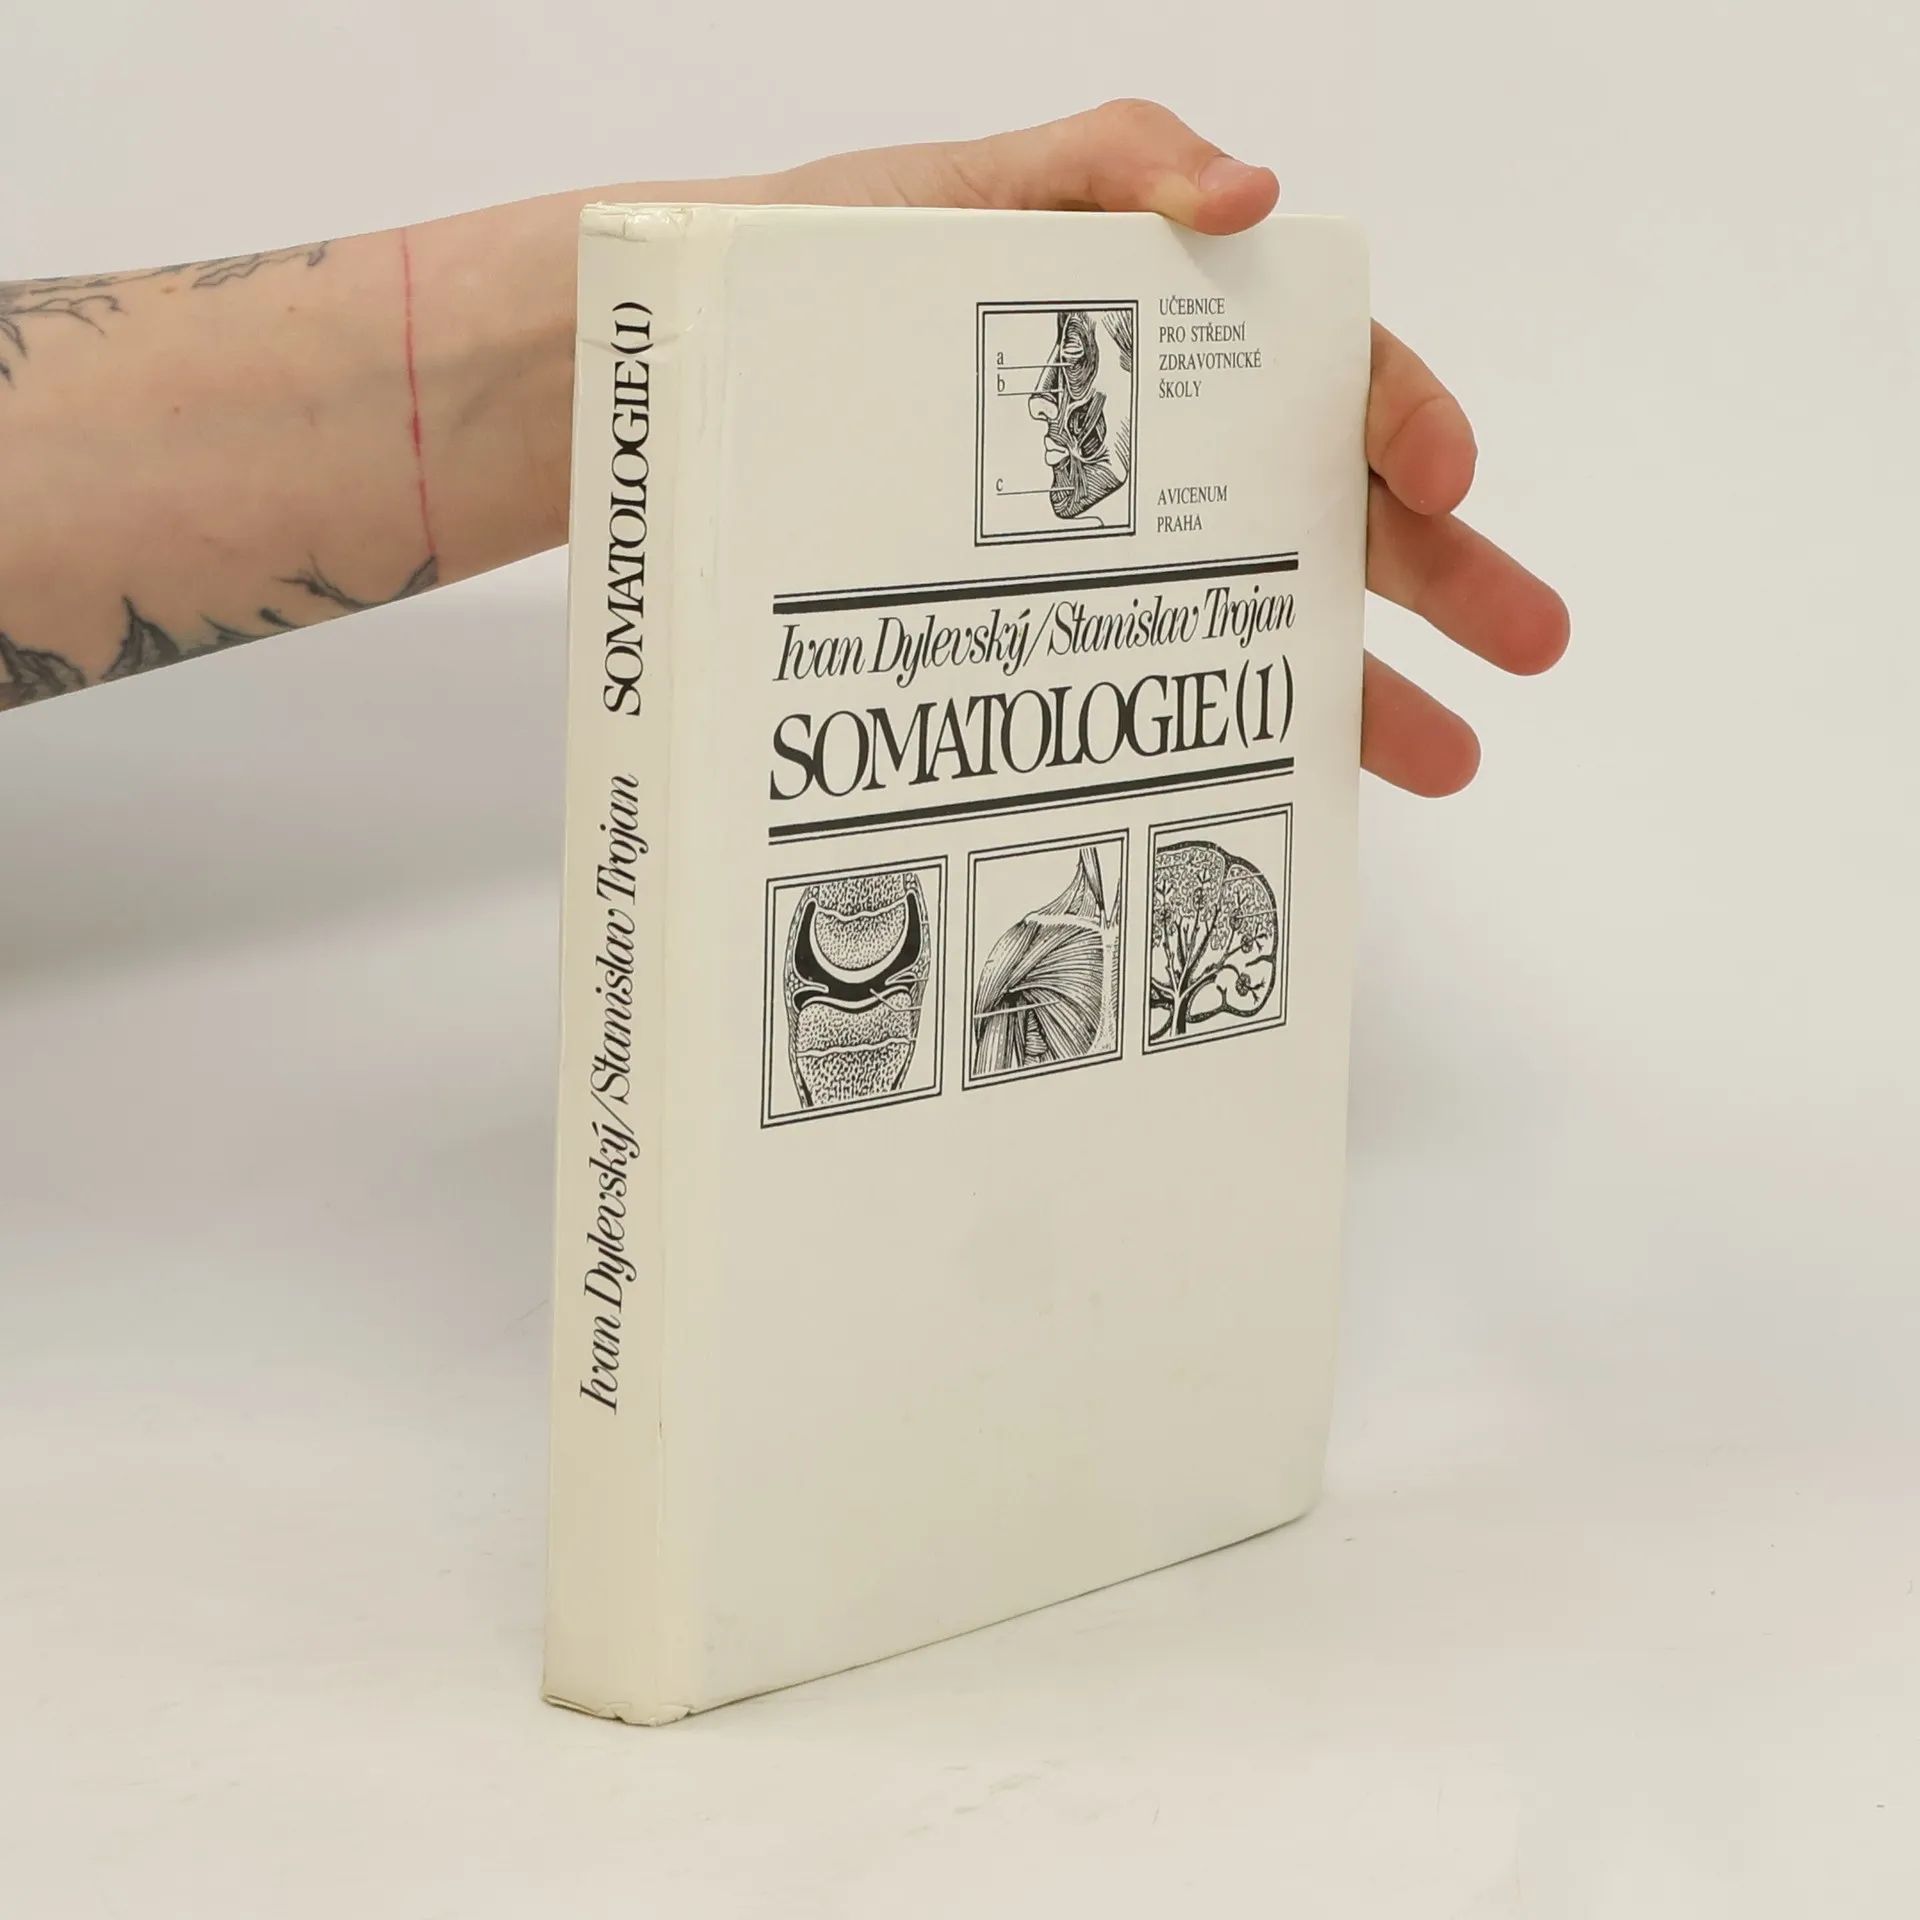 SOMATOLOGIE (1)
Ivan Dylevský/Stanislav Trojan
UČEBNICE
PRO STŘEDNÍ
ZDRAVOTNICKÉ
ŠKOLY
a
b
c
AVICENUM
PRAHA
Ivan Dylevský/Stanislav Trojan
SOMATOLOGIE (1)